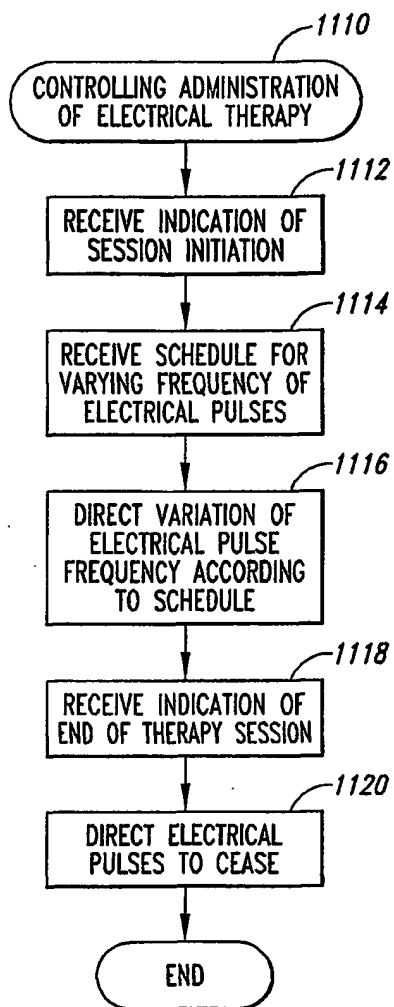 1110
CONTROLLING ADMINISTRATION
OF ELECTRICAL THERAPY
1112
RECEIVE INDICATION OF
SESSION INITIATION
1114
RECEIVE SCHEDULE FOR
VARYING FREQUENCY OF
ELECTRICAL PULSES
1116
DIRECT VARIATION OF
ELECTRICAL PULSE
FREQUENCY ACCORDING
TO SCHEDULE
1118
RECEIVE INDICATION OF
END OF THERAPY SESSION
1120
DIRECT ELECTRICAL
PULSES TO CEASE
END